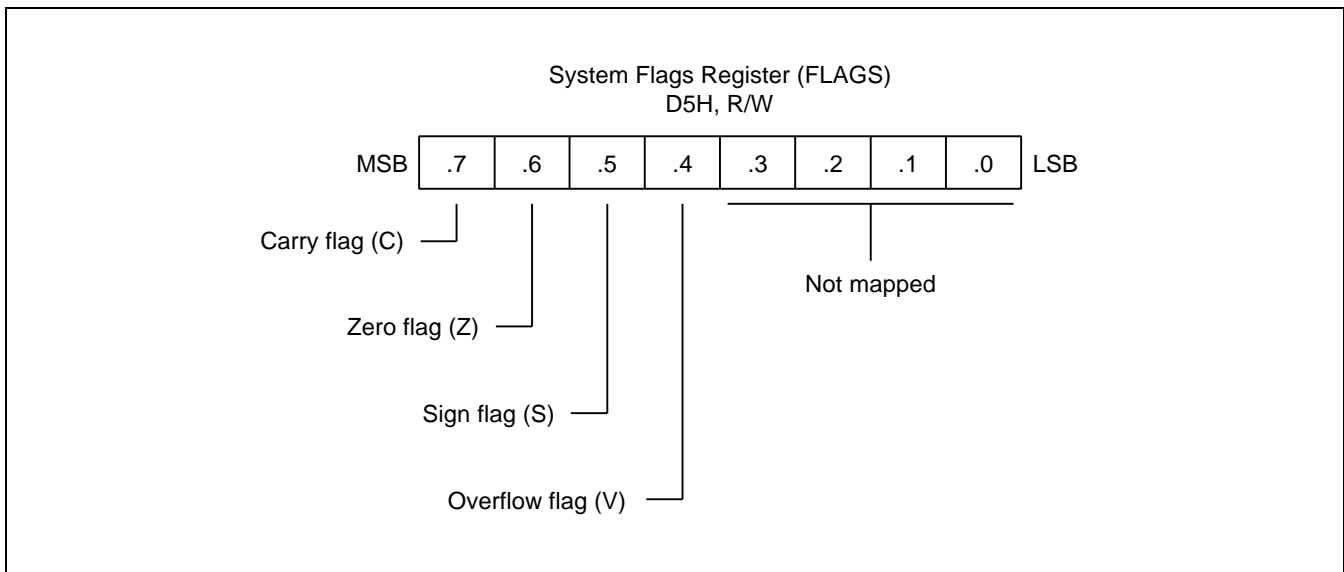 System Flags Register (FLAGS)
D5H, R/W
MSB .7 .6 .5 .4 .3 .2 .1 .0 LSB
Carry flag (C)
Not mapped
Zero flag (Z)
Sign flag (S)
Overflow flag (V)